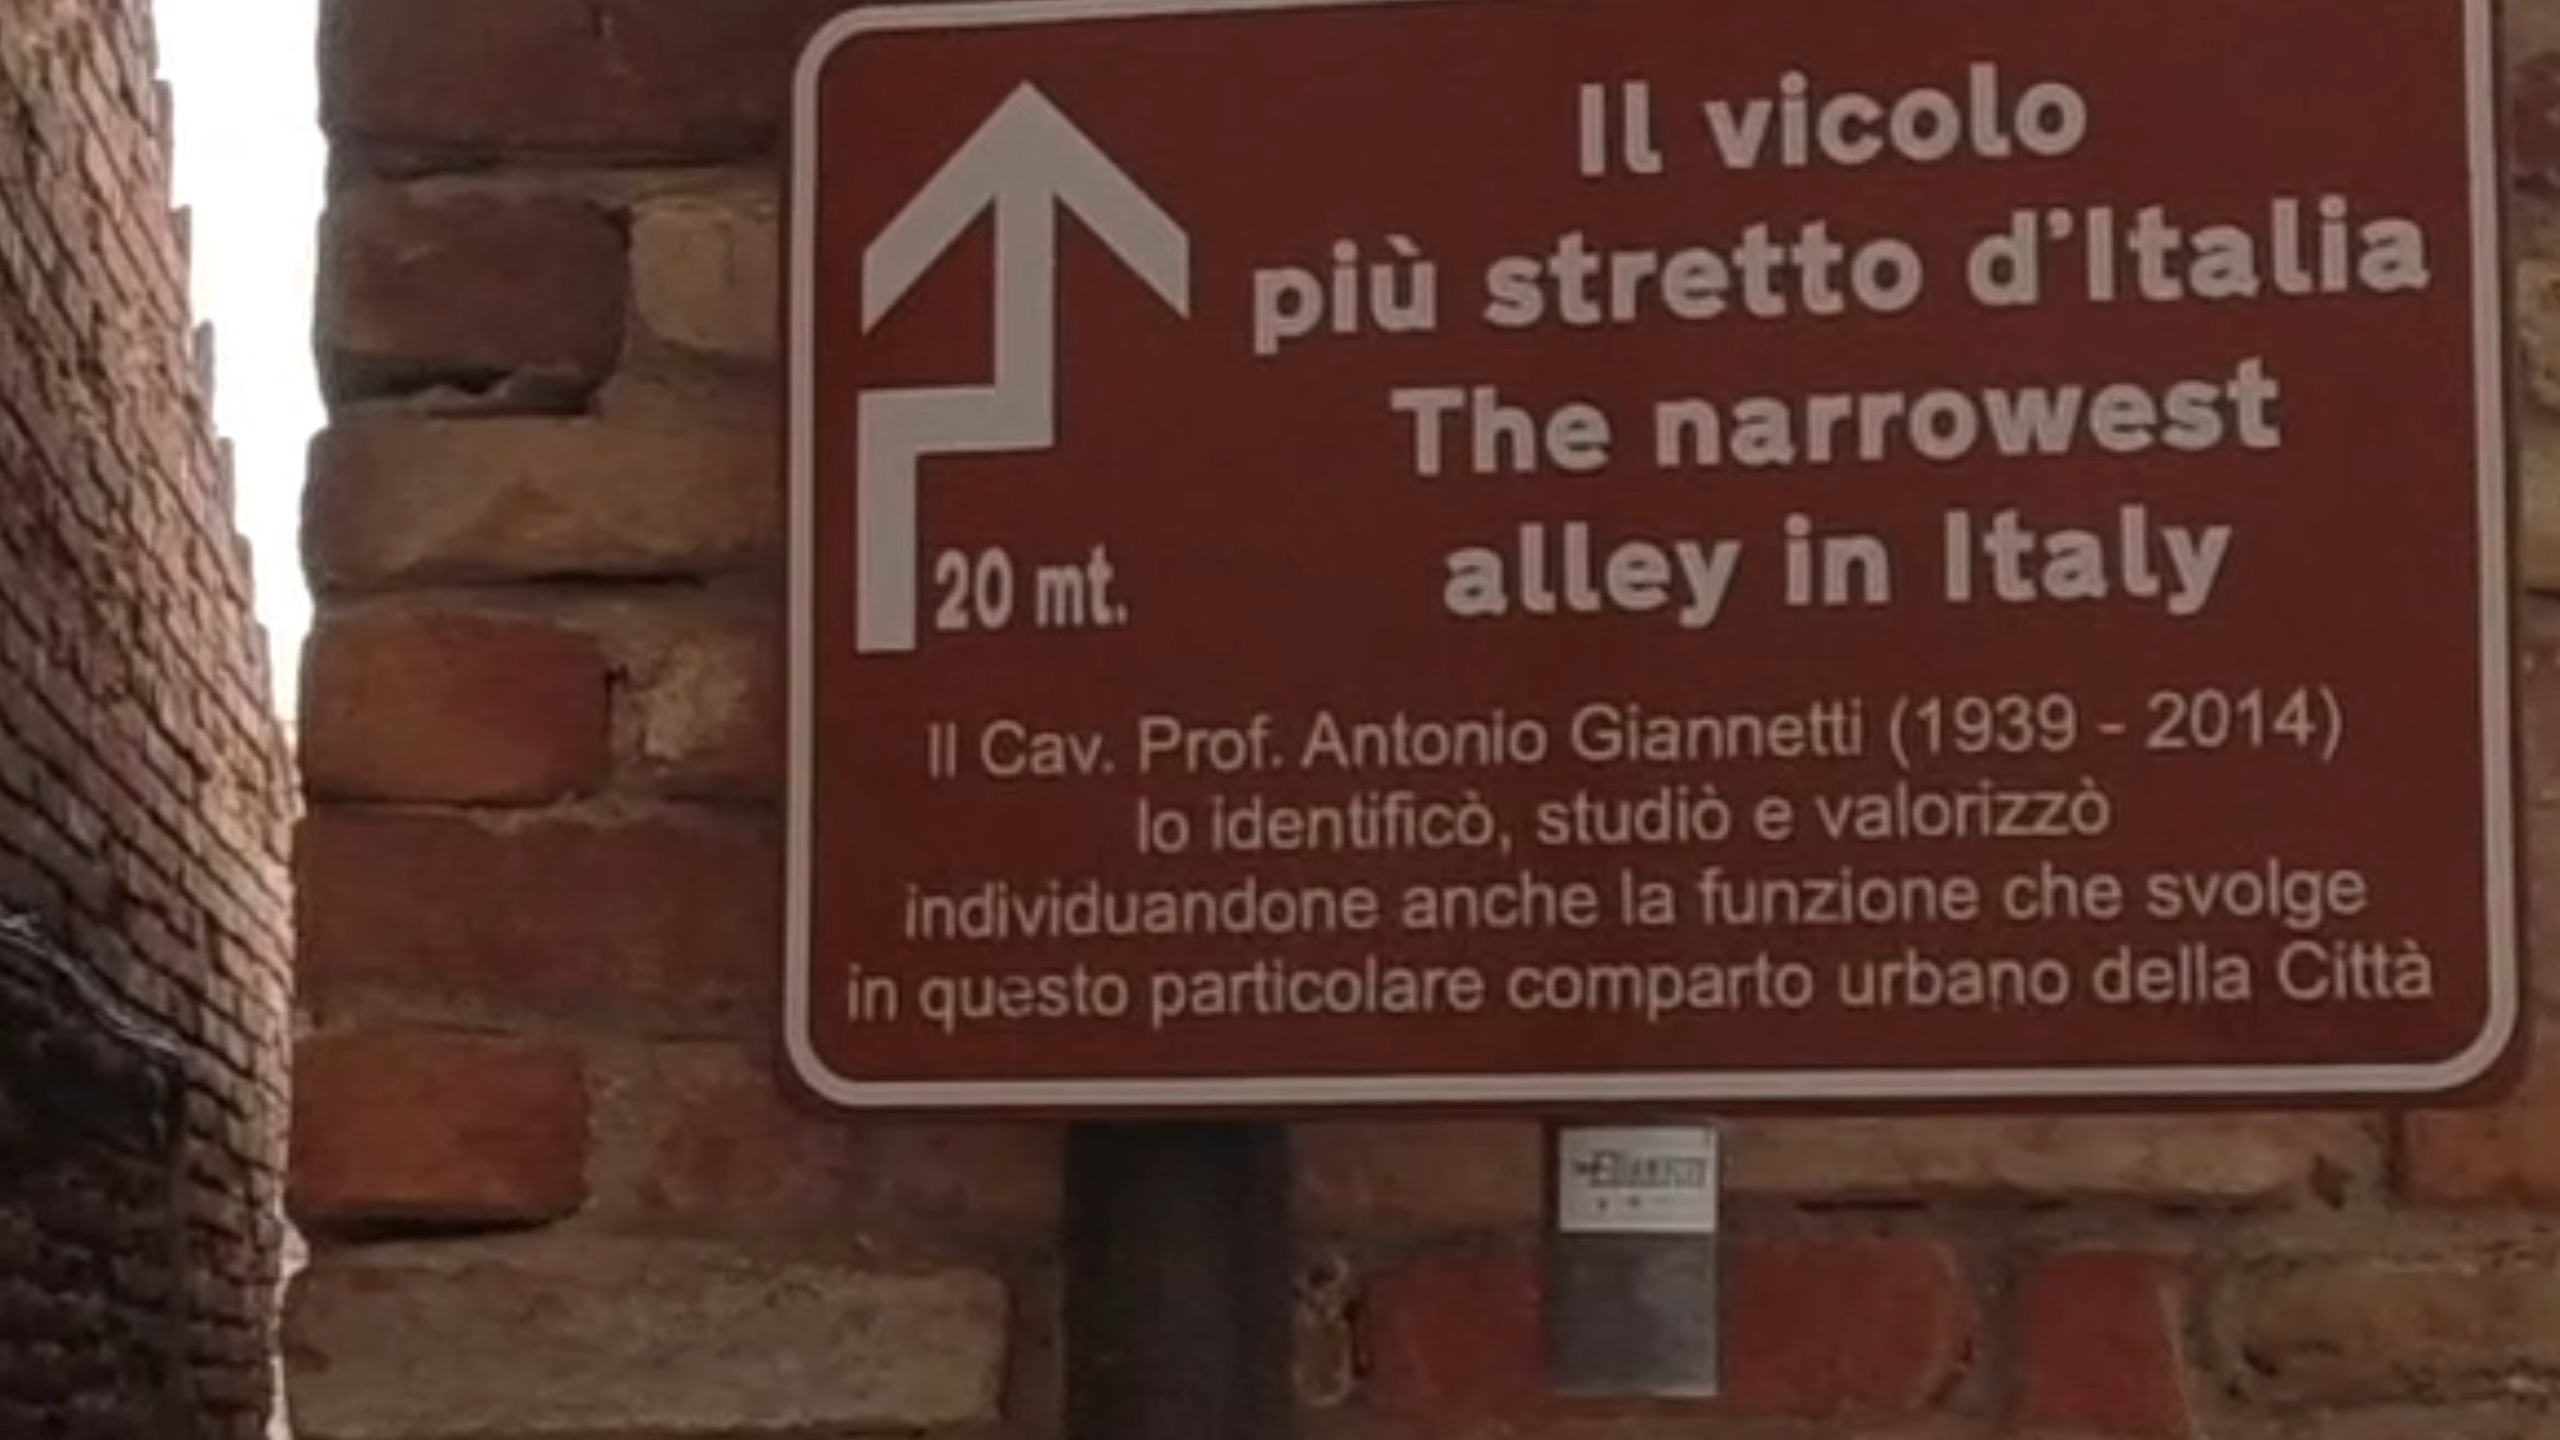 Il vicolo
più stretto d'Italia
The narrowest
alley in Italy
20 mt.
Il Cav. Prof. Antonio Giannetti (1939 - 2014)
lo identificò, studiò e valorizzò
individuandone anche la funzione che svolge
in questo particolare comparto urbano della Città